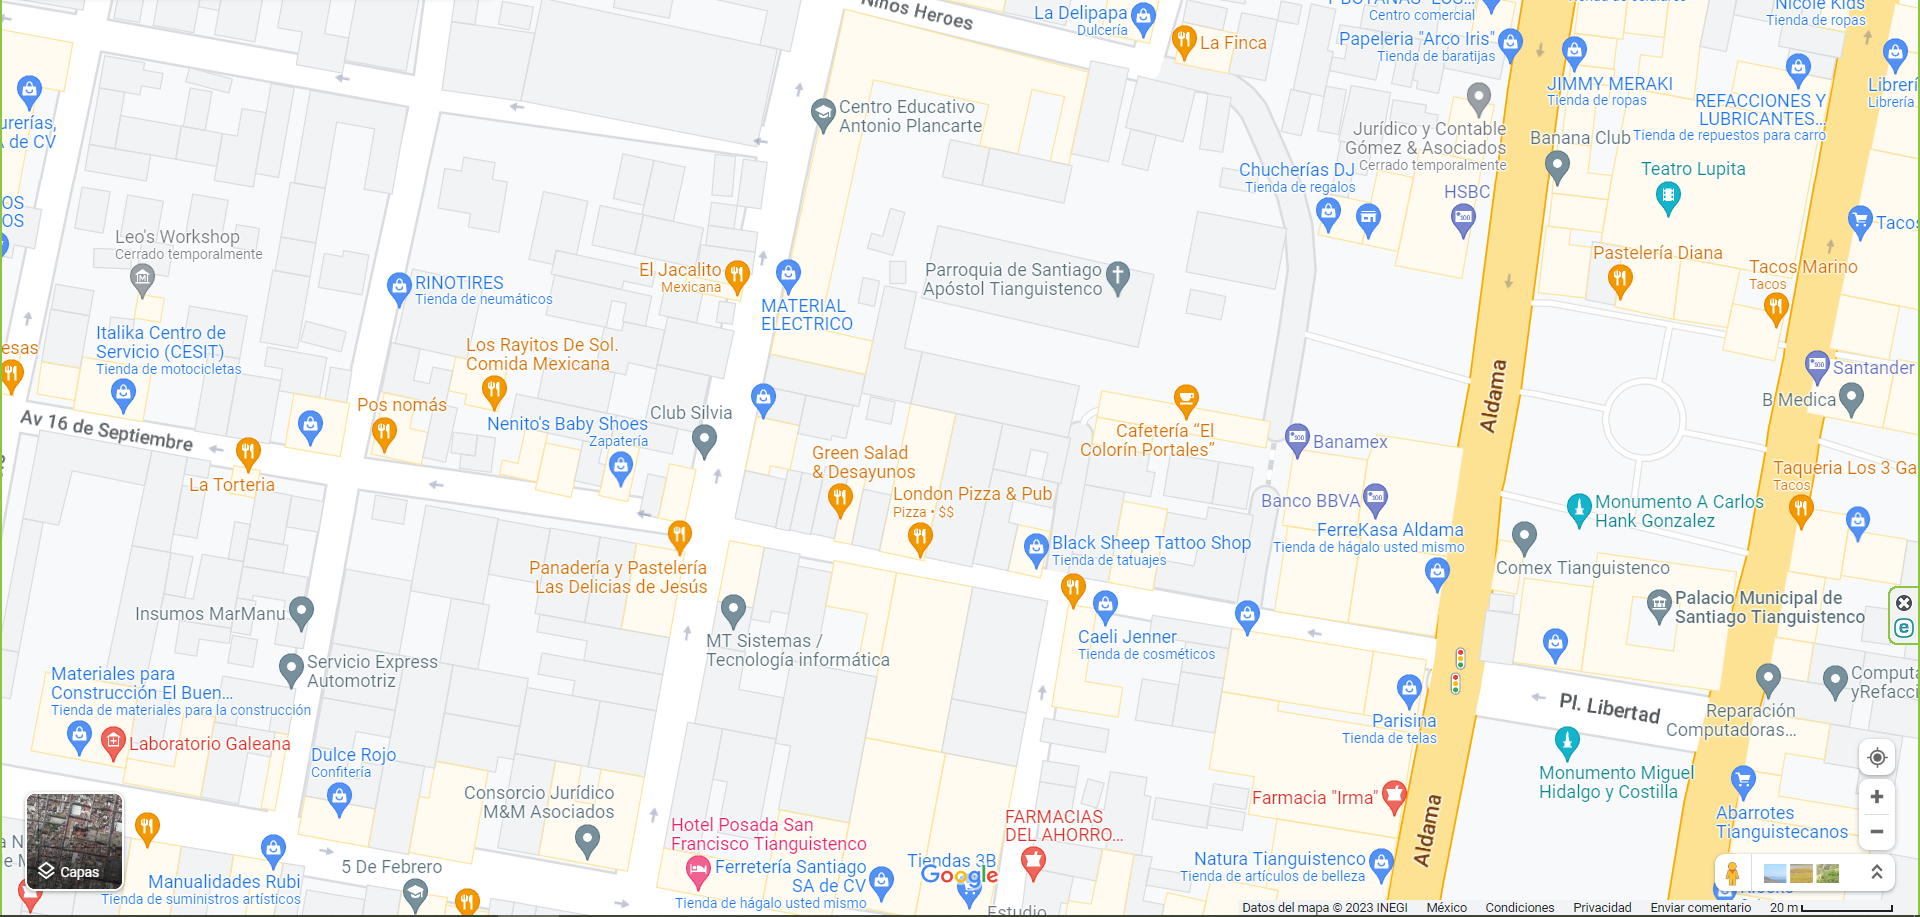 Niños Heroes
La Delipapa
Dulcería
La Finca
Centro comercial
Papeleria "Arco Iris"
Tienda de baratijas
Nicole Kids
Tienda de ropas
JIMMY MERAKI
Tienda de ropas
REFACCIONES Y
LUBRICANTES...
Tienda de repuestos para carro
Librerí
Librería
urerías,
A de CV
Centro Educativo
Antonio Plancarte
Jurídico y Contable
Gómez & Asociados
Cerrado temporalmente
Banana Club
Chucherías DJ
Tienda de regalos
HSBC
Teatro Lupita
OS
OS
Tacos
Leo's Workshop
Cerrado temporalmente
RINOTIRES
Tienda de neumáticos
El Jacalito
Mexicana
MATERIAL
ELECTRICO
Parroquia de Santiago
Apóstol Tianguistenco
Pastelería Diana
Tacos Marino
Tacos
Italika Centro de
Servicio (CESIT)
Tienda de motocicletas
esas
Los Rayitos De Sol.
Comida Mexicana
Santander
B Medica
Aldama
Av 16 de Septiembre
Pos nomás
Nenito's Baby Shoes
Zapatería
Club Silvia
Cafetería “El
Colorín Portales”
Banamex
Green Salad
& Desayunos
La Torteria
London Pizza & Pub
Pizza • $$
Banco BBVA
Taqueria Los 3 Ga
Tacos
Monumento A Carlos
Hank Gonzalez
FerreKasa Aldama
Tienda de hágalo usted mismo
Black Sheep Tattoo Shop
Tienda de tatuajes
Comex Tianguistenco
Panadería y Pastelería
Las Delicias de Jesús
Insumos MarManu
MT Sistemas /
Tecnología informática
Caeli Jenner
Tienda de cosméticos
Palacio Municipal de
Santiago Tianguistenco
Servicio Express
Automotriz
Materiales para
Construcción El Buen...
Tienda de materiales para la construcción
Laboratorio Galeana
Parisina
Tienda de telas
Pl. Libertad
Reparación
Computadoras...
Computa
yRefacci
Dulce Rojo
Confitería
Consorcio Jurídico
M&M Asociados
Monumento Miguel
Hidalgo y Costilla
Farmacia "Irma"
Aldama
Abarrotes
Tianguistecanos
Hotel Posada San
Francisco Tianguistenco
FARMACIAS
DEL AHORRO...
Capas
5 De Febrero
Manualidades Rubi
Tienda de suministros artísticos
Ferretería Santiago
SA de CV
Tienda de hágalo usted mismo
Tiendas 3B
Google
Natura Tianguistenco
Tienda de artículos de belleza
Estudio
Datos del mapa © 2023 INEGI México Condiciones Privacidad Enviar comentario 20 m